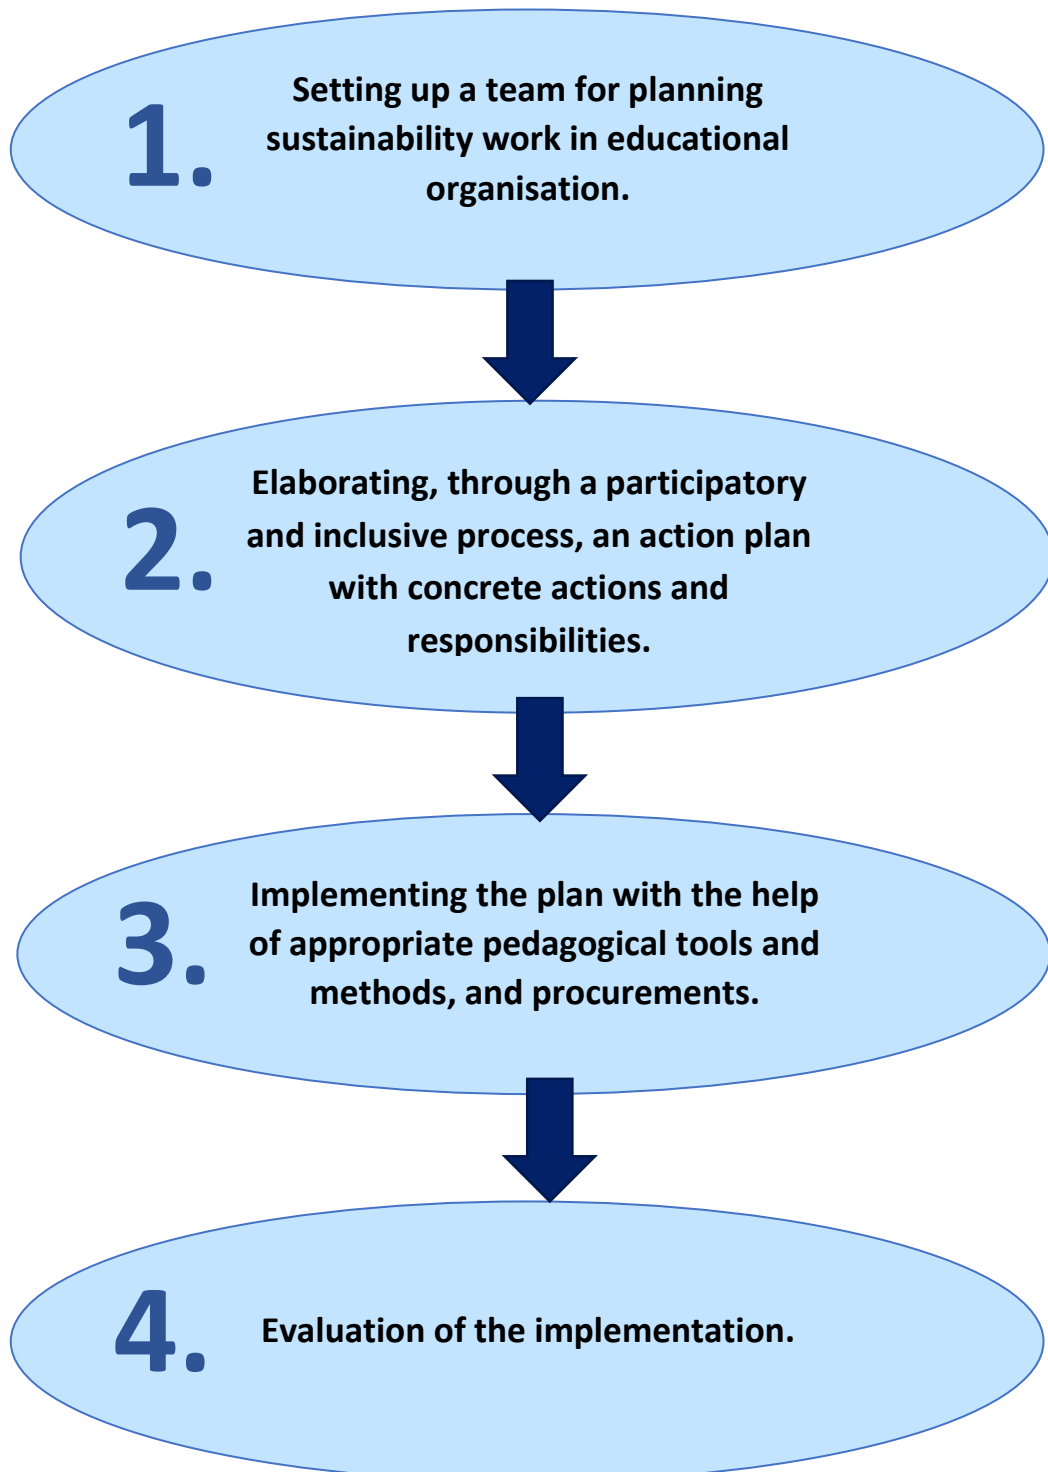 1.
Setting up a team for planning
sustainability work in educational
organisation.
2.
Elaborating, through a participatory
and inclusive process, an action plan
with concrete actions and
responsibilities.
3.
Implementing the plan with the help
of appropriate pedagogical tools and
methods, and procurements.
4.
Evaluation of the implementation.